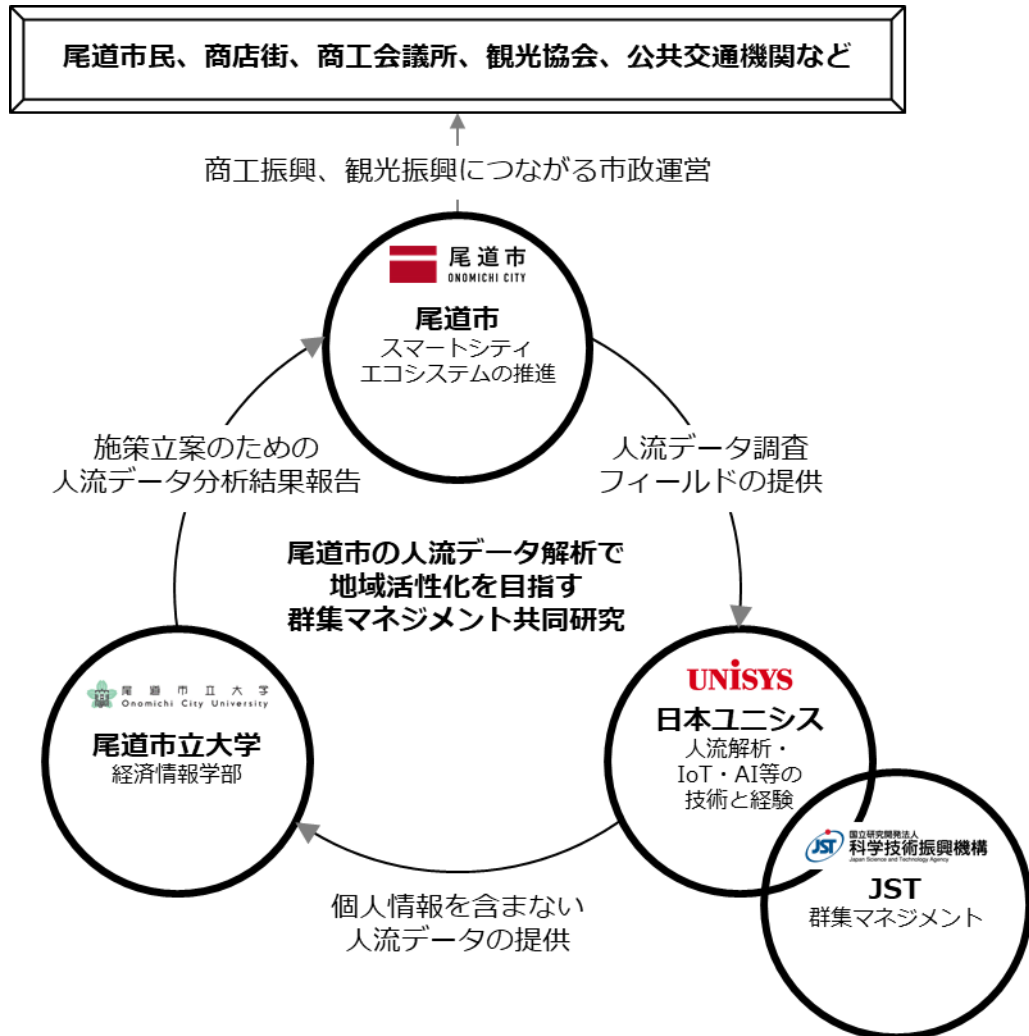 尾道市民、商店街、商工会議所、観光協会、公共交通機関など
商工振興、観光振興につながる市政運営
尾道市
ONOMICHI CITY
尾道市
スマートシティ
エコシステムの推進
施策立案のための
人流データ分析結果報告
人流データ調査
フィールドの提供
尾道市の人流データ解析で
地域活性化を目指す
群集マネジメント共同研究
尾道市立大学
Onomichi City University
尾道市立大学
経済情報学部
UNiSYS
日本ユニシス
人流解析・
IoT・AI等の
技術と経験
JST
国立研究開発法人
科学技術振興機構
Japan Science and Technology Agency
JST
群集マネジメント
個人情報を含まない
人流データの提供